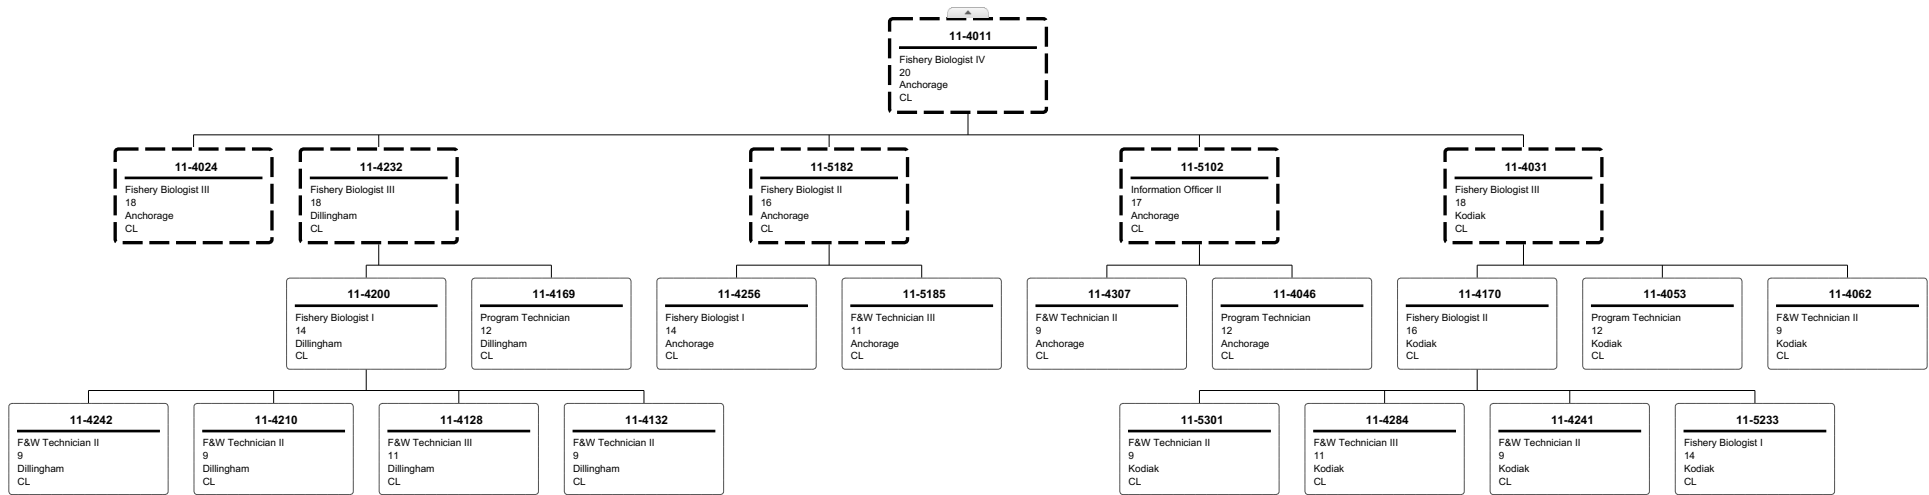 11-4011
Fishery Biologist IV
20
Anchorage
CL
11-4024
Fishery Biologist III
18
Anchorage
CL
11-4232
Fishery Biologist III
18
Dillingham
CL
11-5182
Fishery Biologist II
16
Anchorage
CL
11-5102
Information Officer II
17
Anchorage
CL
11-4031
Fishery Biologist III
18
Kodiak
CL
11-4200
Fishery Biologist I
14
Dillingham
CL
11-4169
Program Technician
12
Dillingham
CL
11-4256
Fishery Biologist I
14
Anchorage
CL
11-5185
F&W Technician III
11
Anchorage
CL
11-4307
F&W Technician II
9
Anchorage
CL
11-4046
Program Technician
12
Anchorage
CL
11-4170
Fishery Biologist II
16
Kodiak
CL
11-4053
Program Technician
12
Kodiak
CL
11-4062
F&W Technician II
9
Kodiak
CL
11-4242
F&W Technician II
9
Dillingham
CL
11-4210
F&W Technician II
9
Dillingham
CL
11-4128
F&W Technician III
11
Dillingham
CL
11-4132
F&W Technician II
9
Dillingham
CL
11-5301
F&W Technician II
9
Kodiak
CL
11-4284
F&W Technician III
11
Kodiak
CL
11-4241
F&W Technician II
9
Kodiak
CL
11-5233
Fishery Biologist I
14
Kodiak
CL